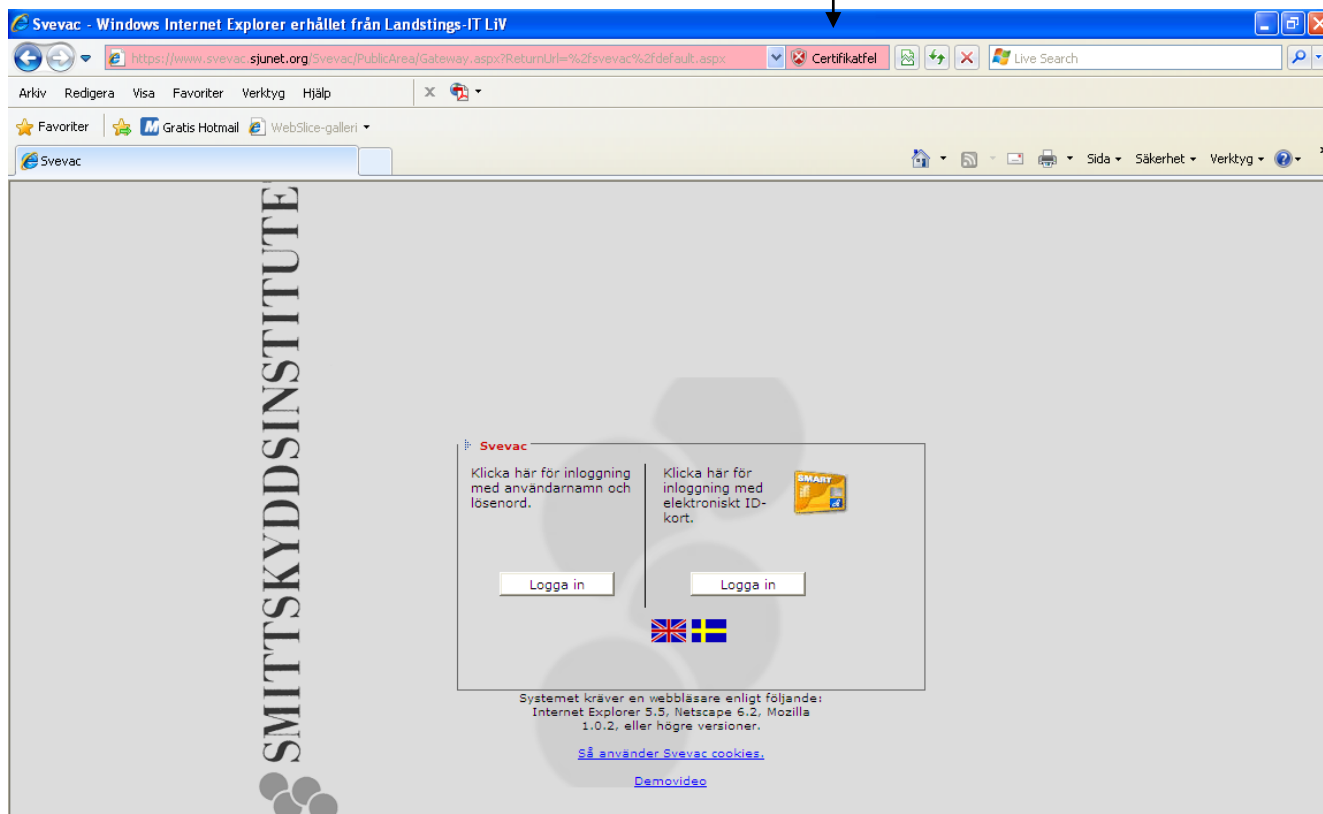 Svevac - Windows Internet Explorer erhållet från Landstings-IT LiV
https://www.svevac.sjunet.org/Svevac/PublicArea/Gateway.aspx?ReturnUrl=%2fsvevac%2fdefault.aspx Certifikatfel Live Search
Arkiv Redigera Visa Favoriter Verktyg Hjälp
Favoriter Gratis Hotmail WebSlice-galleri
Svevac Sida Säkerhet Verktyg
SMITTSKYDDSINSTITUTE
Svevac
Klicka här för inloggning
med användarnamn och
lösenord.
Logga in
Klicka här för
inloggning med
elektroniskt ID-
kort.
SMART
Logga in
Systemet kräver en webbläsare enligt följande:
Internet Explorer 5.5, Netscape 6.2, Mozilla
1.0.2, eller högre versioner.
Så använder Svevac cookies.
Demovideo